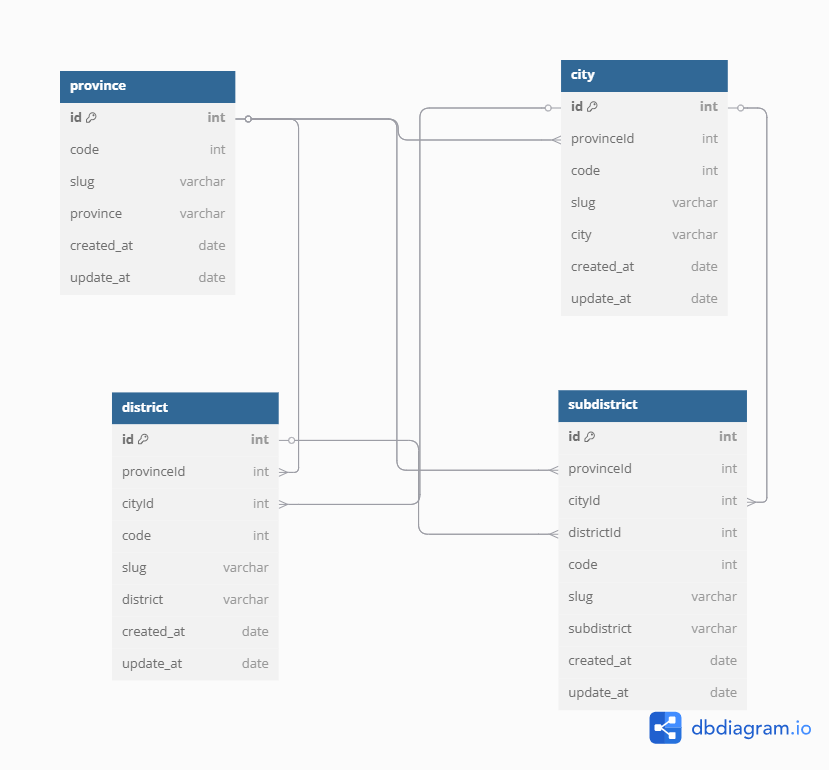 province
id int
code int
slug varchar
province varchar
created_at date
update_at date
city
id int
provinceId int
code int
slug varchar
city varchar
created_at date
update_at date
district
id int
provinceId int
cityId int
code int
slug varchar
district varchar
created_at date
update_at date
subdistrict
id int
provinceId int
cityId int
districtId int
code int
slug varchar
subdistrict varchar
created_at date
update_at date
dbdiagram.io